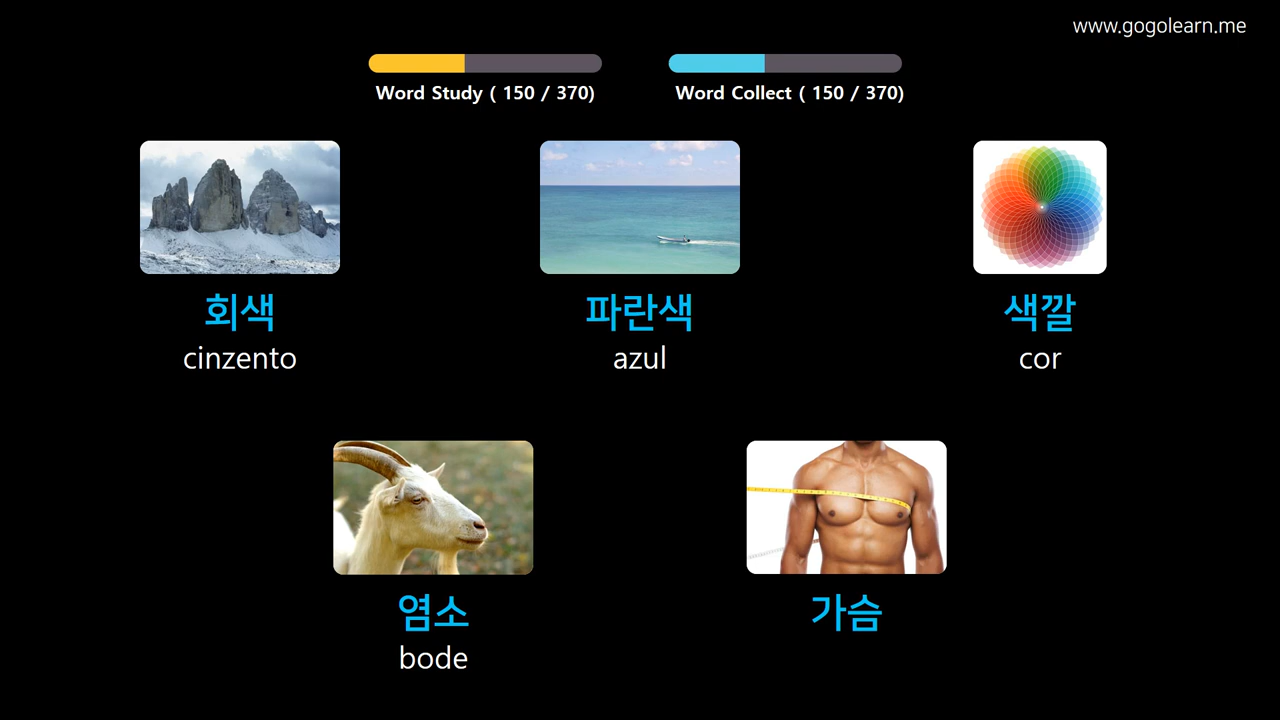 www.gogolearn.me
Word Study ( 150 / 370)
Word Collect ( 150 / 370)
회색
cinzento
파란색
azul
색깔
cor
염소
bode
가슴